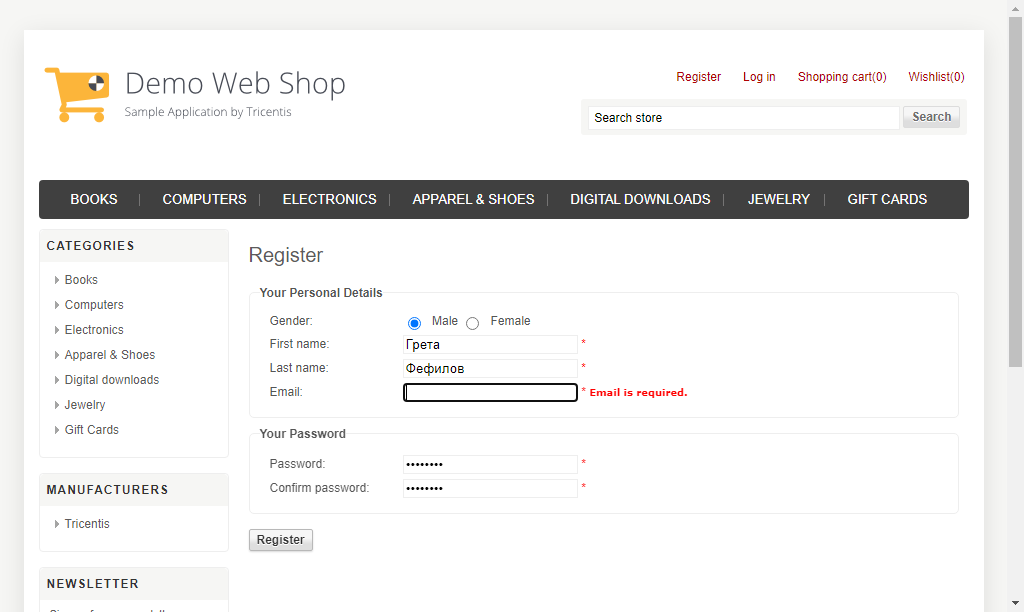 Demo Web Shop
Sample Application by Tricentis
Register Log in Shopping cart(0) Wishlist(0)
Search store Search
BOOKS COMPUTERS ELECTRONICS APPAREL & SHOES DIGITAL DOWNLOADS JEWELRY GIFT CARDS
CATEGORIES
Books
Computers
Electronics
Apparel & Shoes
Digital downloads
Jewelry
Gift Cards
MANUFACTURERS
Tricentis
NEWSLETTER
Register
Your Personal Details
Gender: Male Female
First name: Грета *
Last name: Фефилов *
Email: * Email is required.
Your Password
Password: •••••••• *
Confirm password: •••••••• *
Register